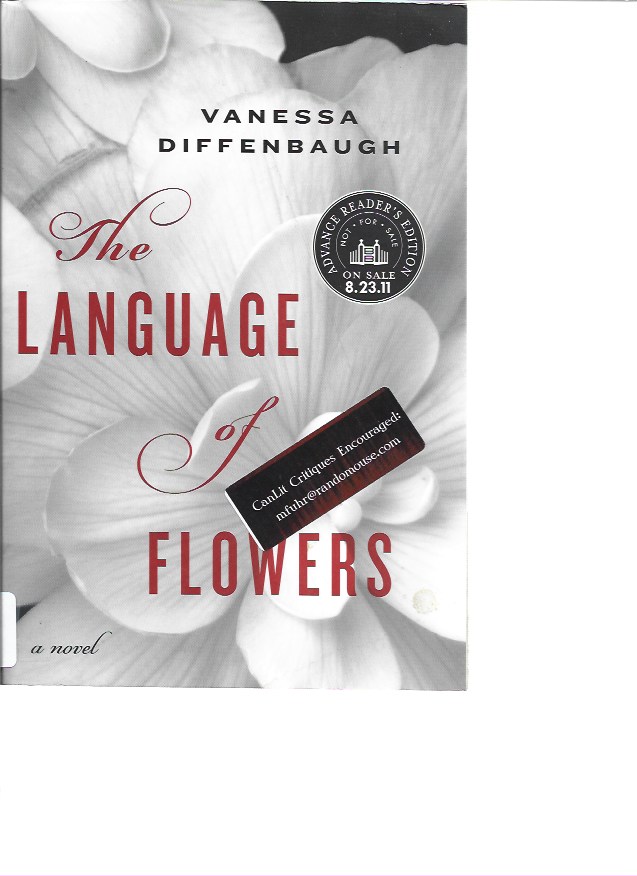 VANESSA
DIFFENBAUGH
The
LANGUAGE
of
FLOWERS
a novel
ADVANCE READER'S EDITION
NOT • FOR • SALE
ON SALE
8.23.11
CanLit Critiques Encouraged:
mfuhr@randomouse.com